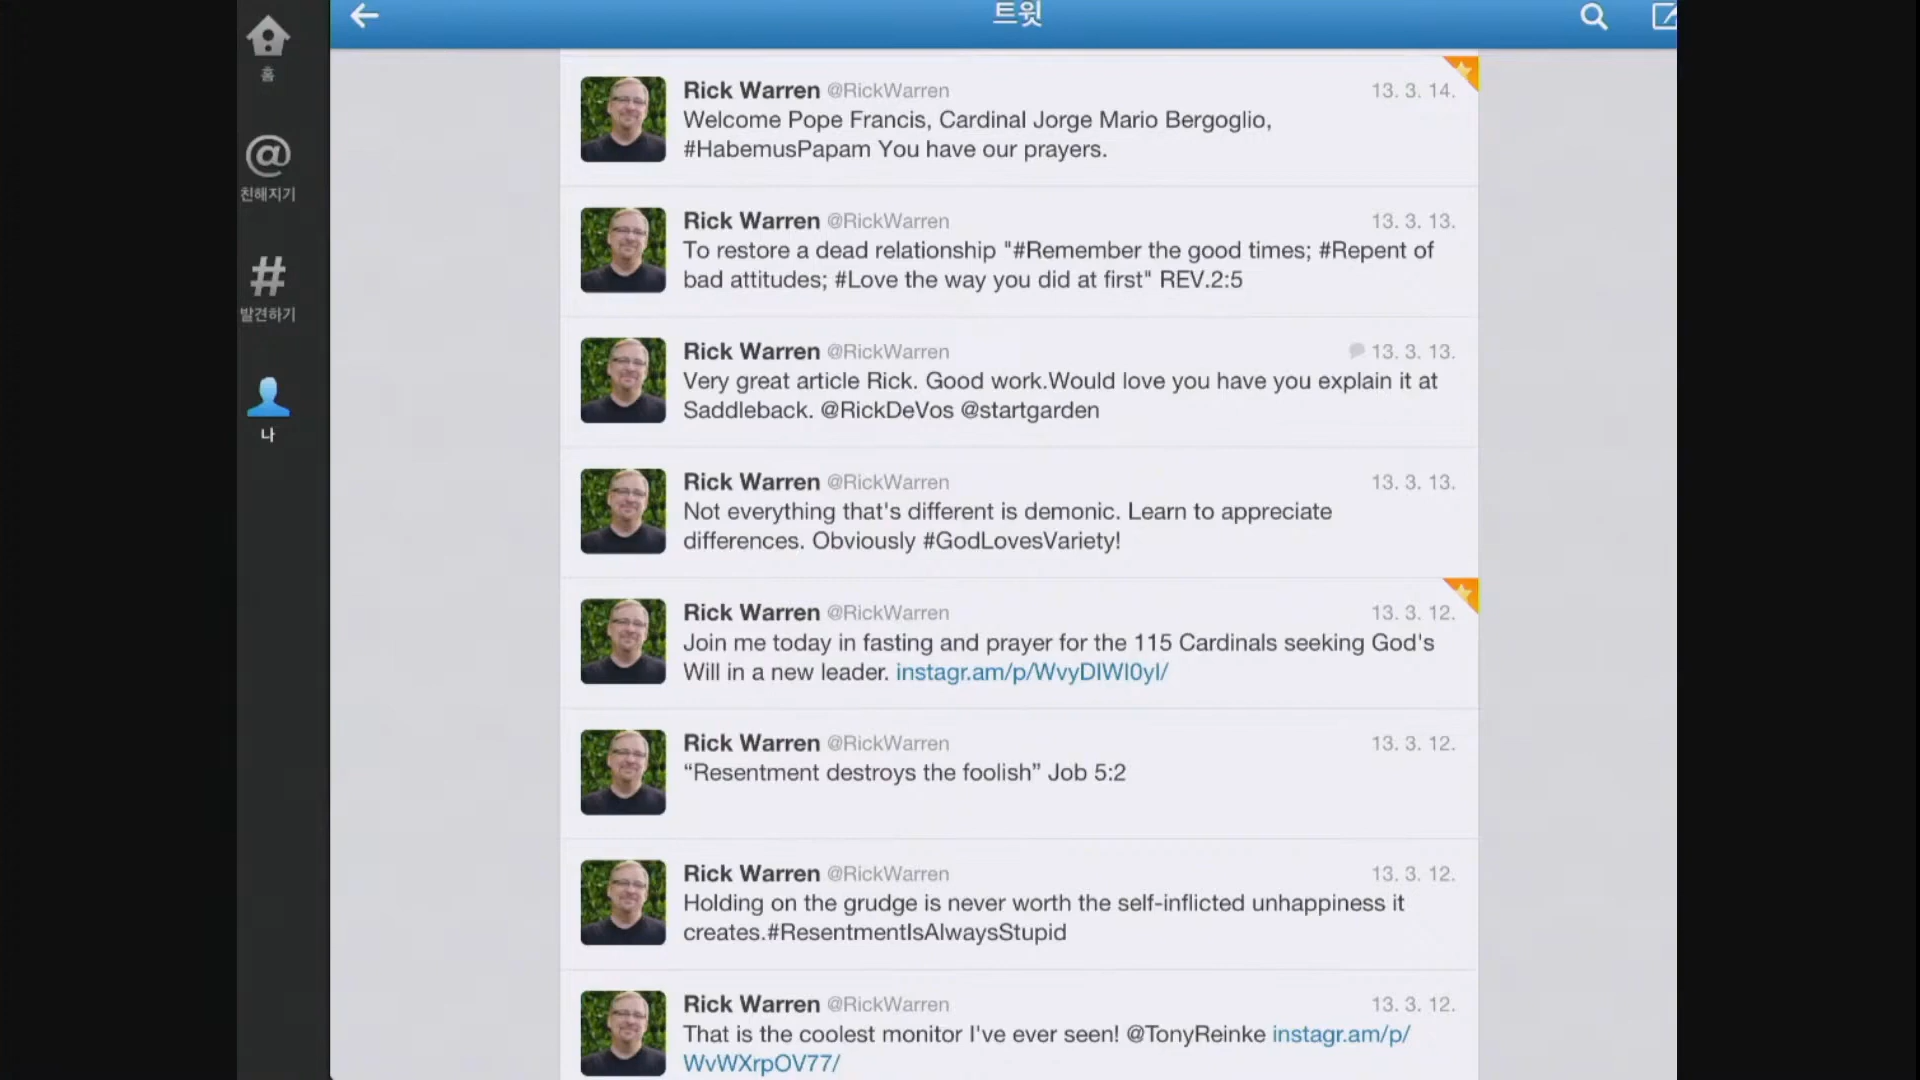 트윗
홈
친해지기
발견하기
나
Rick Warren @RickWarren 13. 3. 14.
Welcome Pope Francis, Cardinal Jorge Mario Bergoglio,
#HabemusPapam You have our prayers.
Rick Warren @RickWarren 13. 3. 13.
To restore a dead relationship "#Remember the good times; #Repent of
bad attitudes; #Love the way you did at first" REV.2:5
Rick Warren @RickWarren 13. 3. 13.
Very great article Rick. Good work.Would love you have you explain it at
Saddleback. @RickDeVos @startgarden
Rick Warren @RickWarren 13. 3. 13.
Not everything that's different is demonic. Learn to appreciate
differences. Obviously #GodLovesVariety!
Rick Warren @RickWarren 13. 3. 12.
Join me today in fasting and prayer for the 115 Cardinals seeking God's
Will in a new leader. instagr.am/p/WvyDIWI0yI/
Rick Warren @RickWarren 13. 3. 12.
“Resentment destroys the foolish” Job 5:2
Rick Warren @RickWarren 13. 3. 12.
Holding on the grudge is never worth the self-inflicted unhappiness it
creates.#ResentmentIsAlwaysStupid
Rick Warren @RickWarren 13. 3. 12.
That is the coolest monitor I've ever seen! @TonyReinke instagr.am/p/
WvWXrpOV77/